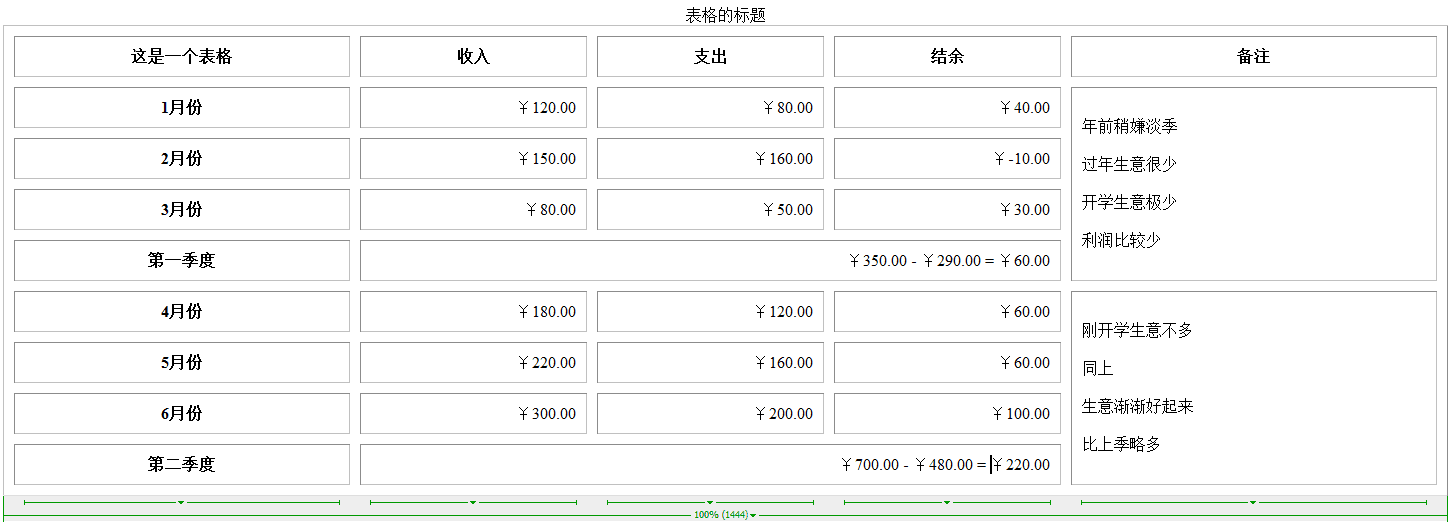 表格的标题
这是一个表格 收入 支出 结余 备注
1月份 ￥120.00 ￥80.00 ￥40.00
2月份 ￥150.00 ￥160.00 ￥-10.00
3月份 ￥80.00 ￥50.00 ￥30.00
第一季度 ￥350.00 - ￥290.00 = ￥60.00
年前稍嫌淡季
过年生意很少
开学生意极少
利润比较少
4月份 ￥180.00 ￥120.00 ￥60.00
5月份 ￥220.00 ￥160.00 ￥60.00
6月份 ￥300.00 ￥200.00 ￥100.00
第二季度 ￥700.00 - ￥480.00 = ￥220.00
刚开学生意不多
同上
生意渐渐好起来
比上季略多
100% (1444)